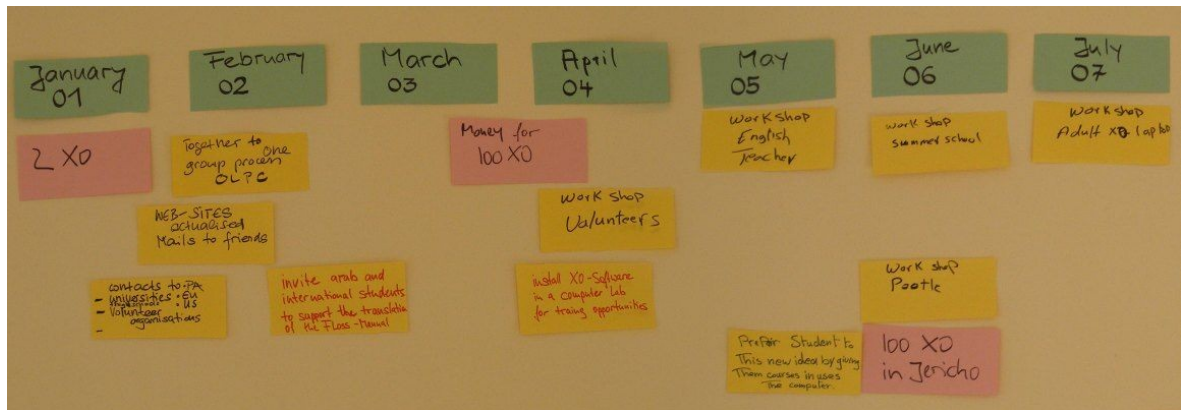 January
01
February
02
March
03
April
04
May
05
June
06
July
07
2 XO
Together to one
group process
OLPC
Money for
100 XO
Work shop
English
Teacher
Work shop
summer school
Work shop
Adult XO laptop
WEB-SITES
actualised
Mails to friends
Work shop
Volunteers
contacts to PA
- universities : EU
: US
- Volunteer
organisations
-
invite arab and
international students
to support the translation
of the Floss-Manual
install XO-Software
in a computer lab
for traing opportunities
Work shop
Pootle
Prefer Student to
This new idea by giving
Them courses in uses
The computer.
100 XO
in Jericho